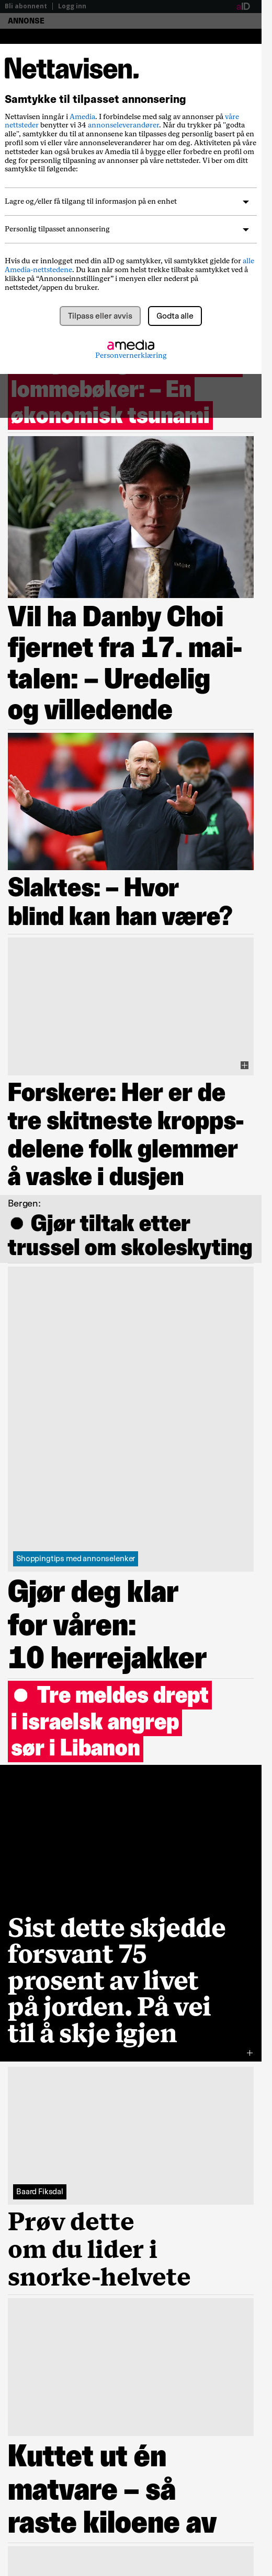 Bli abonnent | Logg inn
aID
ANNONSE
Nettavisen.
Samtykke til tilpasset annonsering
Nettavisen inngår i Amedia. I forbindelse med salg av annonser på våre
nettsteder benytter vi 34 annonseleverandører. Når du trykker på "godta
alle", samtykker du til at annonser kan tilpasses deg personlig basert på en
profil som vi eller våre annonseleverandører har om deg. Aktiviteten på våre
nettsteder kan også brukes av Amedia til å bygge eller forbedre en profil om
deg for personlig tilpasning av annonser på våre nettsteder. Vi ber om ditt
samtykke til følgende:
Lagre og/eller få tilgang til informasjon på en enhet
Personlig tilpasset annonsering
Hvis du er innlogget med din aID og samtykker, vil samtykket gjelde for alle
Amedia-nettstedene. Du kan når som helst trekke tilbake samtykket ved å
klikke på “Annonseinnstillinger” i menyen eller nederst på
nettstedet/appen du bruker.
Tilpass eller avvis
Godta alle
amedia
Personvernerklæring
lommebøker: – En
økonomisk tsunami
Vil ha Danby Choi
fjernet fra 17. mai-
talen: – Uredelig
og villedende
Slaktes: – Hvor
blind kan han være?
Forskere: Her er de
tre skitneste kropps-
delene folk glemmer
å vaske i dusjen
Bergen:
Gjør tiltak etter
trussel om skoleskyting
Shoppingtips med annonselenker
Gjør deg klar
for våren:
10 herrejakker
Tre meldes drept
i israelsk angrep
sør i Libanon
Sist dette skjedde
forsvant 75
prosent av livet
på jorden. På vei
til å skje igjen
Baard Fiksdal
Prøv dette
om du lider i
snorke-helvete
Kuttet ut én
matvare – så
raste kiloene av